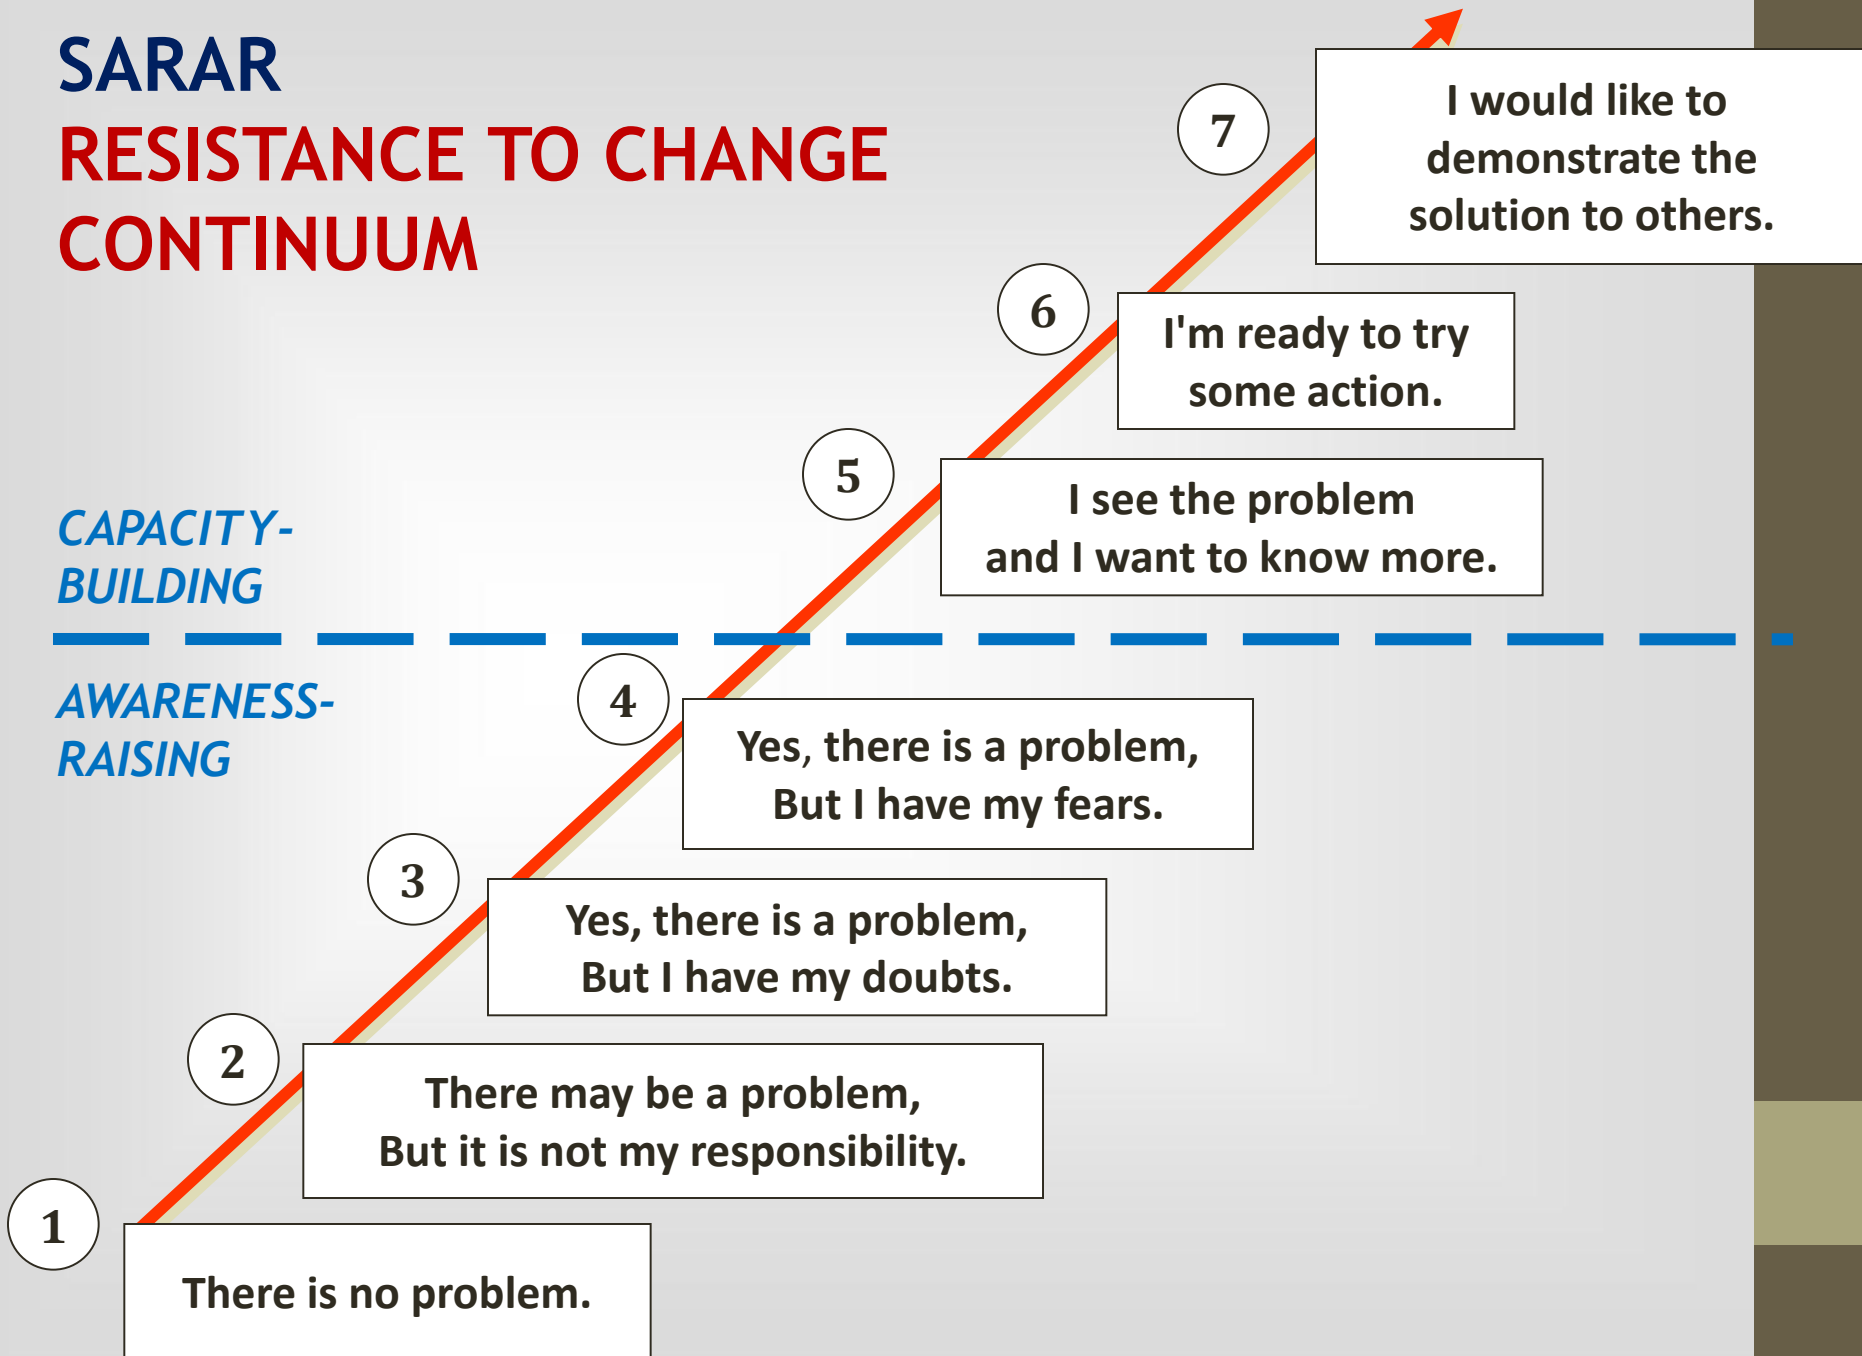 SARAR
RESISTANCE TO CHANGE
CONTINUUM
7
I would like to
demonstrate the
solution to others.
6
I'm ready to try
some action.
5
I see the problem
and I want to know more.
CAPACITY-
BUILDING
AWARENESS-
RAISING
4
Yes, there is a problem,
But I have my fears.
3
Yes, there is a problem,
But I have my doubts.
2
There may be a problem,
But it is not my responsibility.
1
There is no problem.